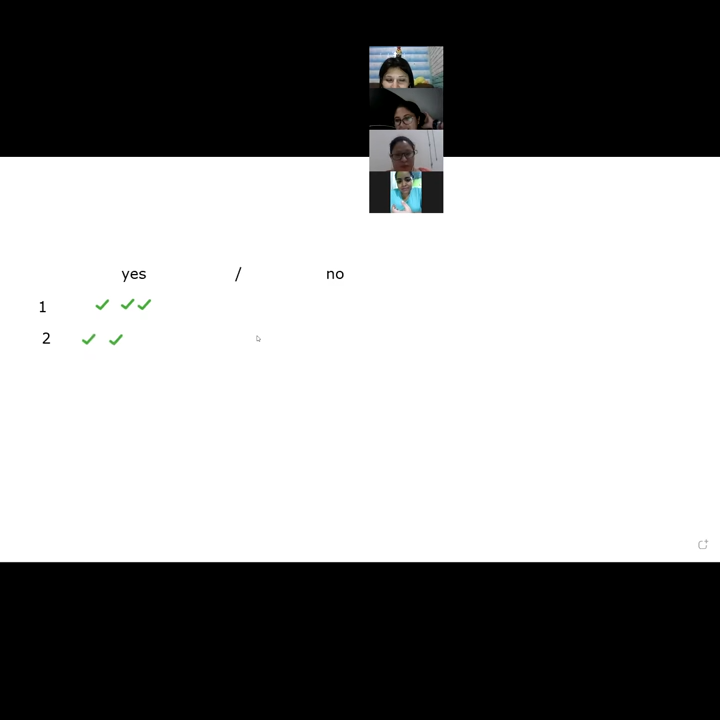 yes / no
1 ✓ ✓ ✓
2 ✓ ✓